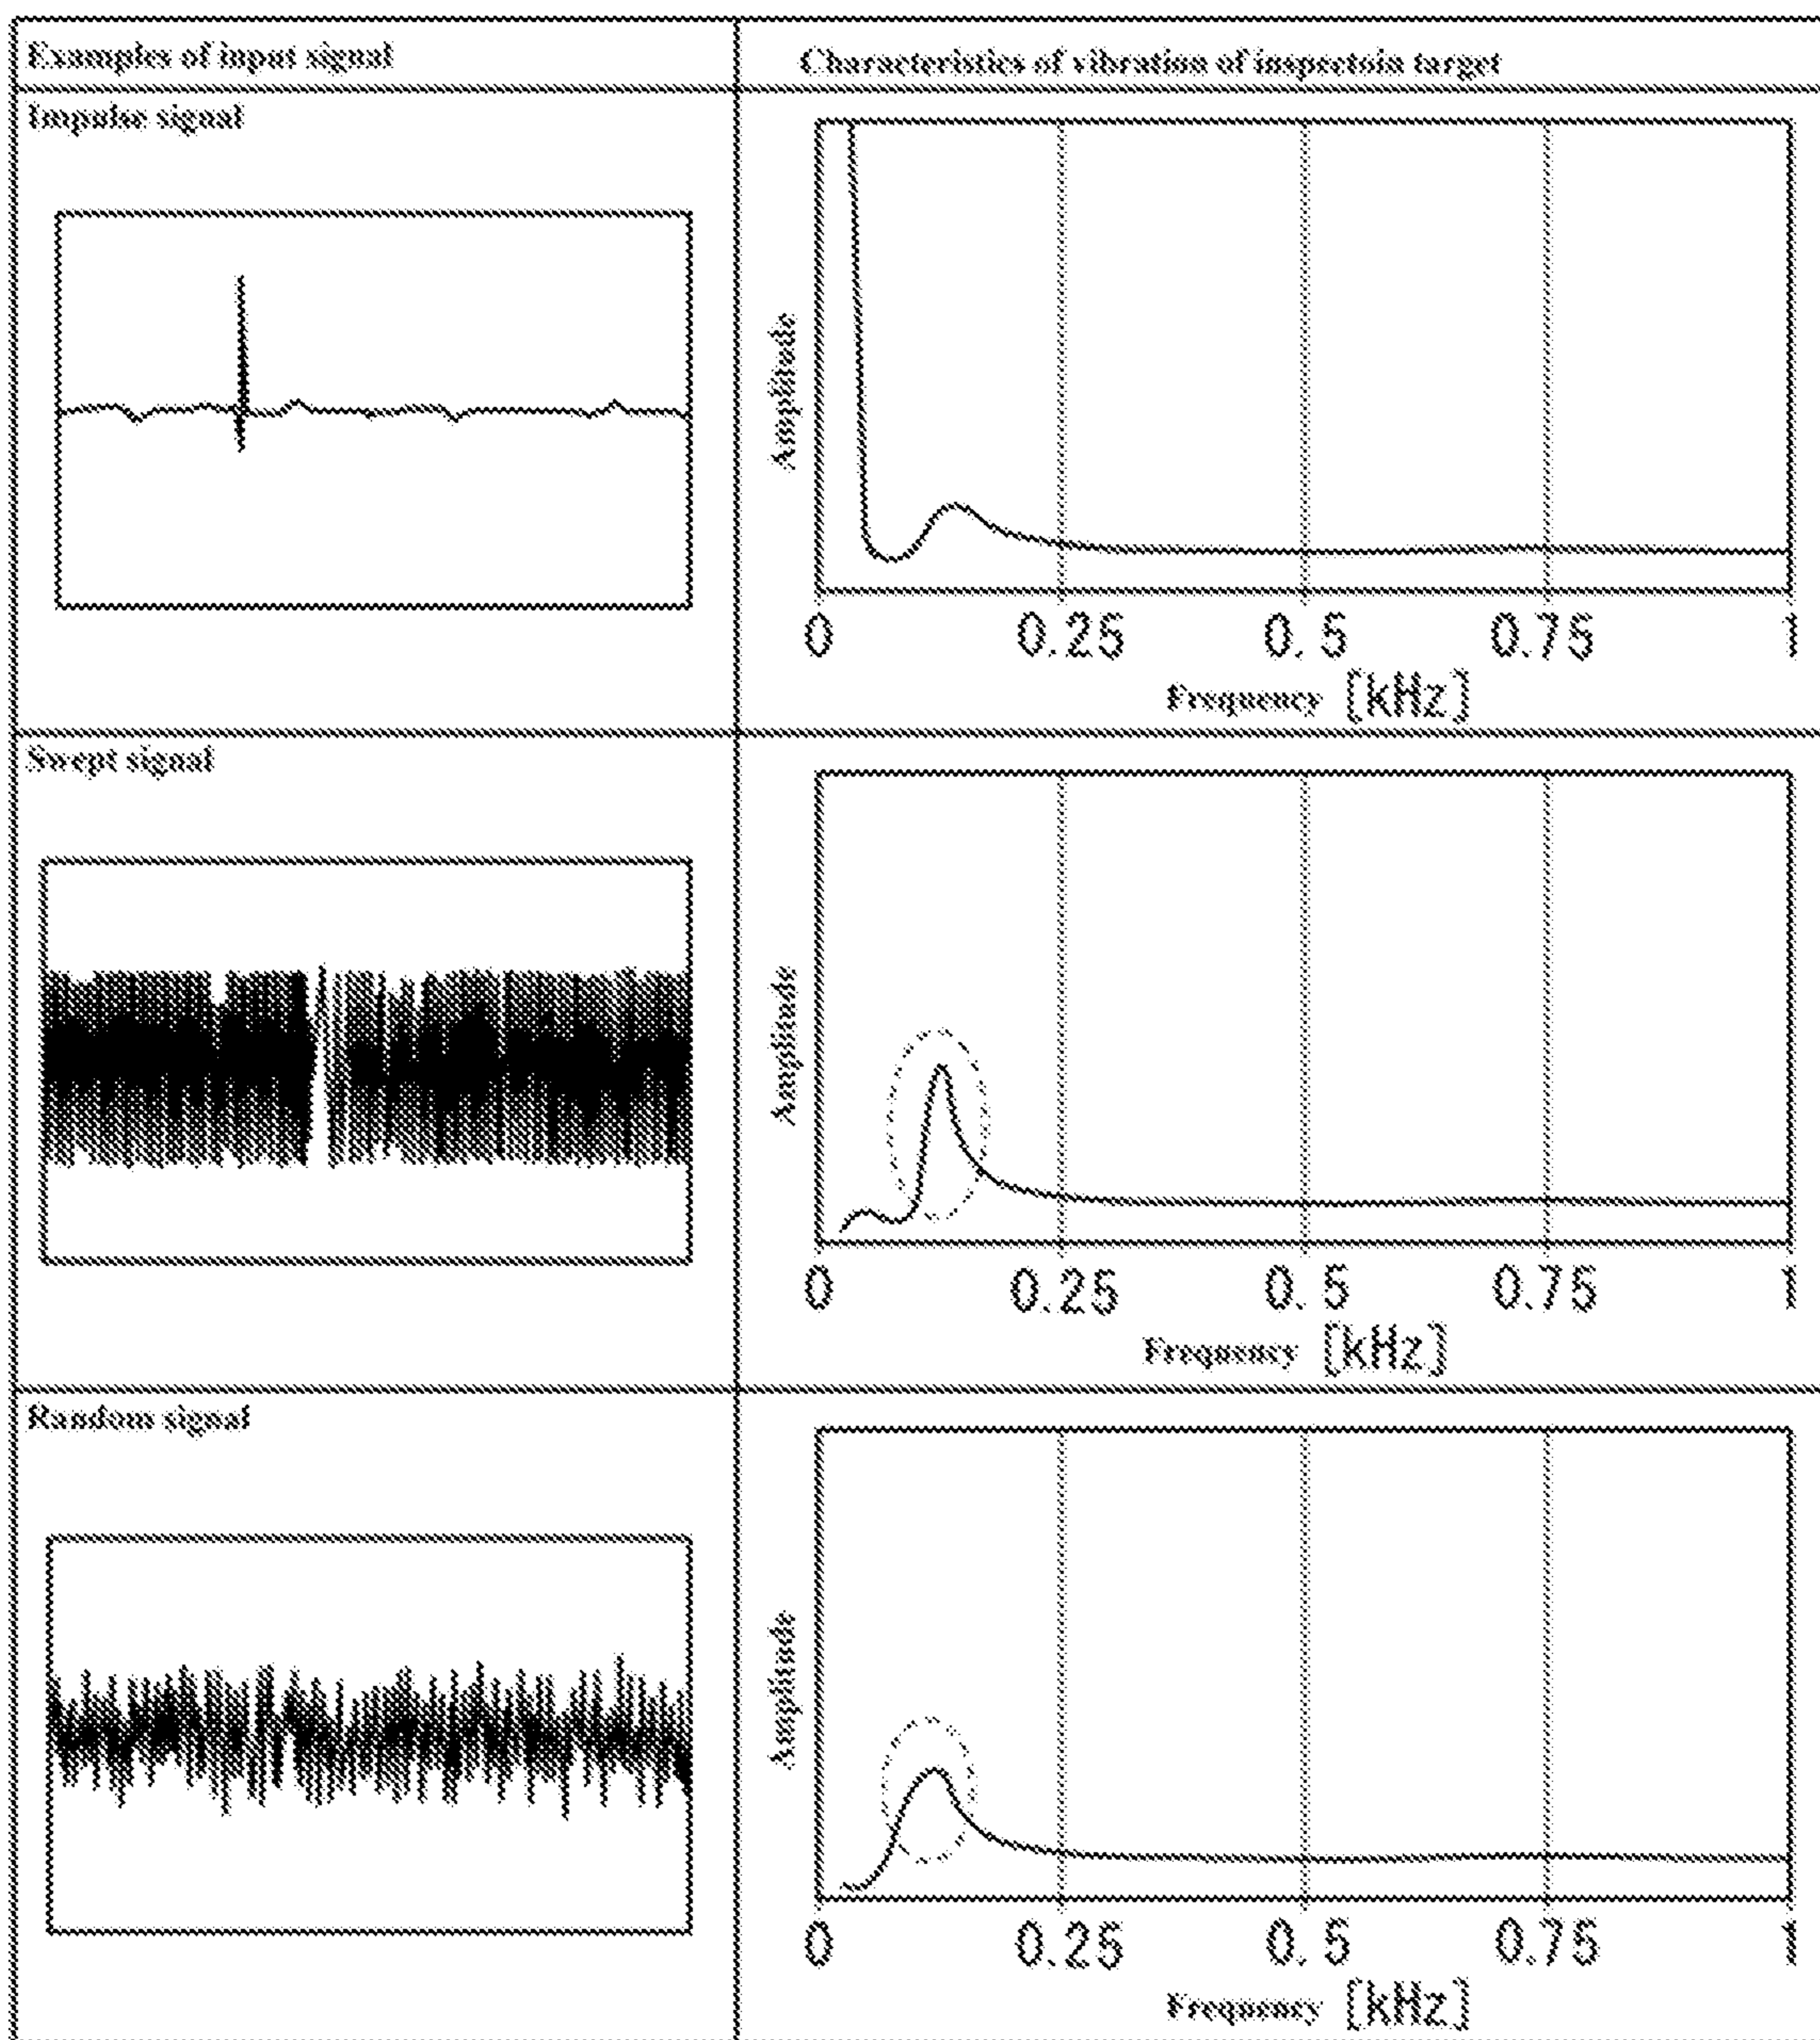 Examples of input signal
Characteristics of vibration of inspectoin target
Impulse signal
Amplitude
0 0.25 0.5 0.75 1
Frequency [kHz]
Swept signal
Amplitude
0 0.25 0.5 0.75 1
Frequency [kHz]
Random signal
Amplitude
0 0.25 0.5 0.75 1
Frequency [kHz]